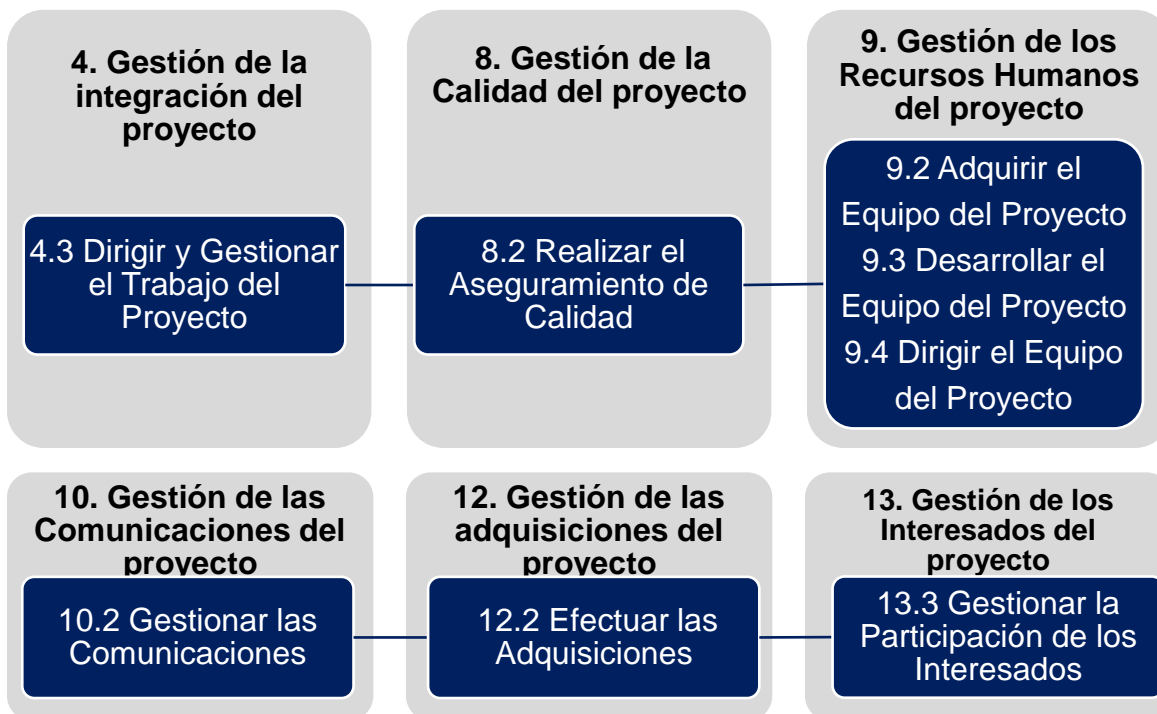 4. Gestión de la
integración del
proyecto
4.3 Dirigir y Gestionar
el Trabajo del
Proyecto
8. Gestión de la
Calidad del proyecto
8.2 Realizar el
Aseguramiento de
Calidad
9. Gestión de los
Recursos Humanos
del proyecto
9.2 Adquirir el
Equipo del Proyecto
9.3 Desarrollar el
Equipo del Proyecto
9.4 Dirigir el Equipo
del Proyecto
10. Gestión de las
Comunicaciones del
proyecto
10.2 Gestionar las
Comunicaciones
12. Gestión de las
adquisiciones del
proyecto
12.2 Efectuar las
Adquisiciones
13. Gestión de los
Interesados del
proyecto
13.3 Gestionar la
Participación de los
Interesados